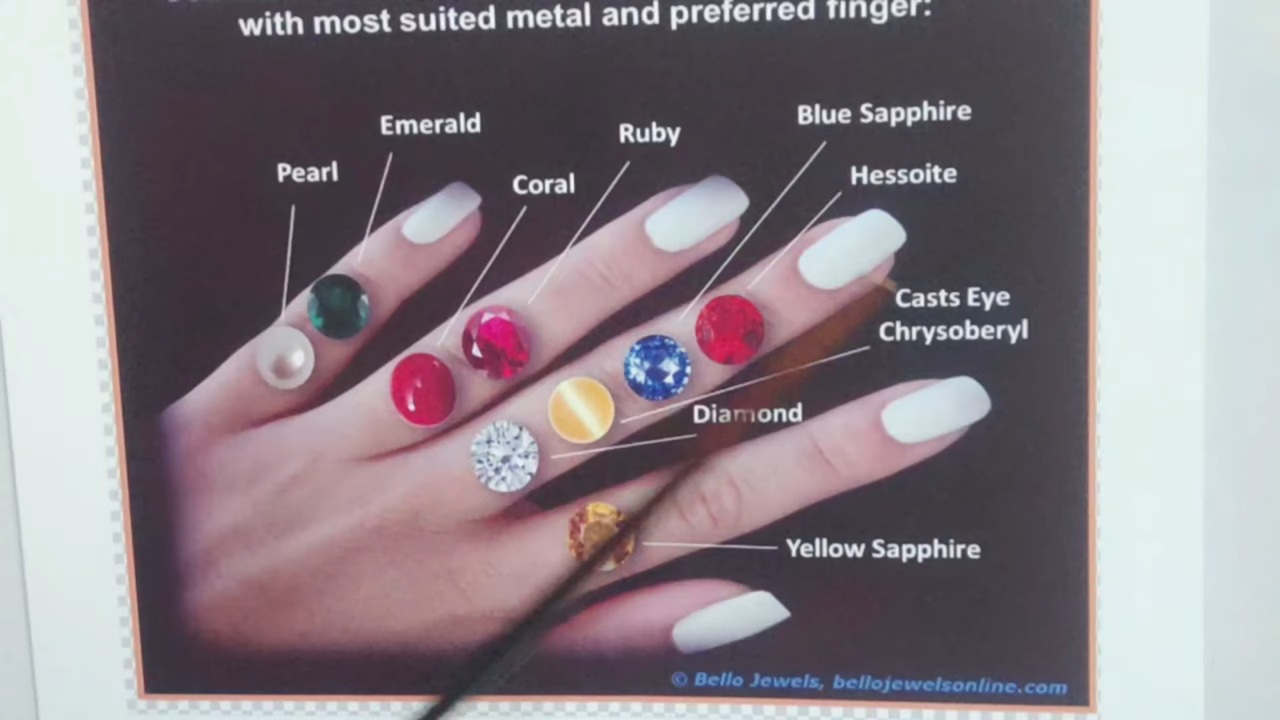 with most suited metal and preferred finger:
Emerald
Ruby
Blue Sapphire
Pearl
Coral
Hessoite
Casts Eye
Chrysoberyl
Diamond
Yellow Sapphire
© Bello Jewels, bellojewelsonline.com